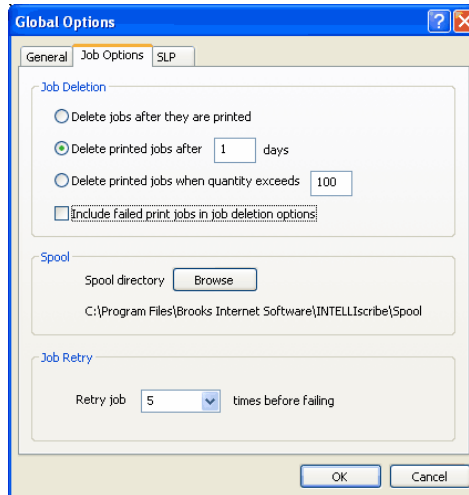 Global Options
General Job Options SLP
Job Deletion
Delete jobs after they are printed
Delete printed jobs after 1 days
Delete printed jobs when quantity exceeds 100
Include failed print jobs in job deletion options
Spool
Spool directory Browse
C:\Program Files\Brooks Internet Software\INTELLIscribe\Spool
Job Retry
Retry job 5 times before failing
OK Cancel